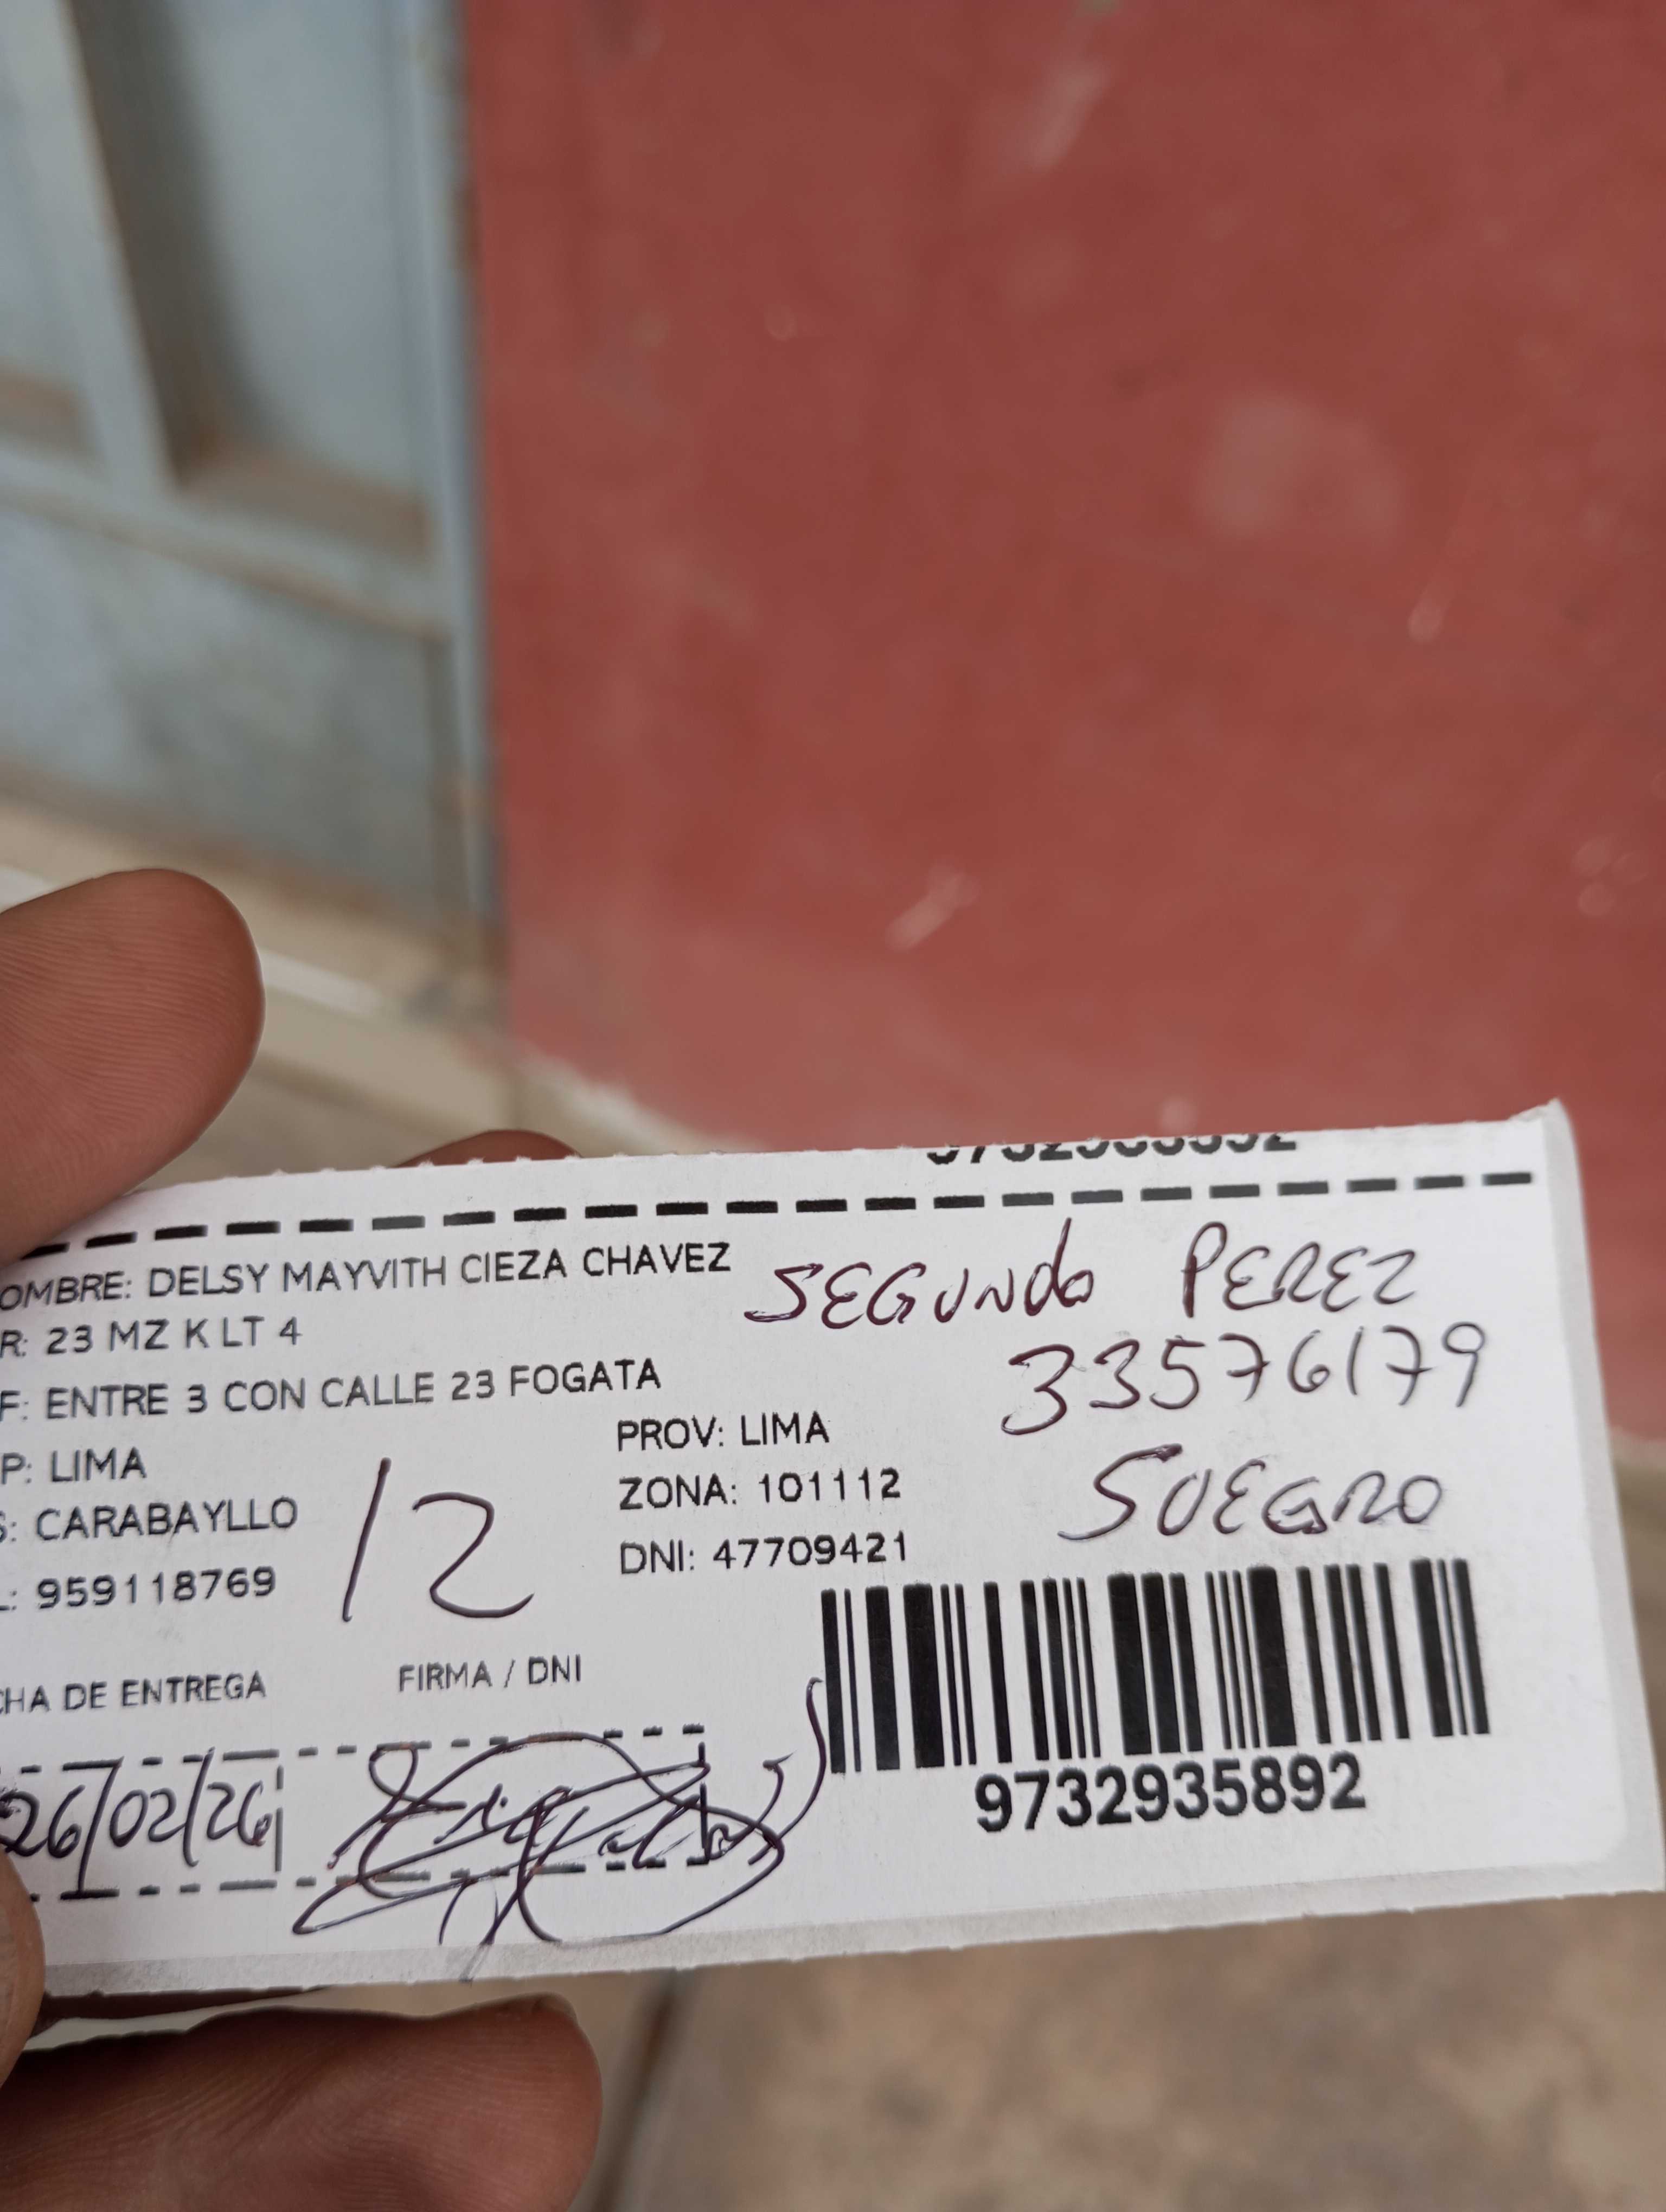 9732935892
OMBRE: DELSY MAYVITH CIEZA CHAVEZ
SEGUNDO PEREZ
R: 23 MZ K LT 4
33576179
F: ENTRE 3 CON CALLE 23 FOGATA
PROV: LIMA
P: LIMA
SUEGRO
ZONA: 101112
S: CARABAYLLO
12
DNI: 47709421
L: 959118769
CHA DE ENTREGA
FIRMA / DNI
26/02/26
9732935892